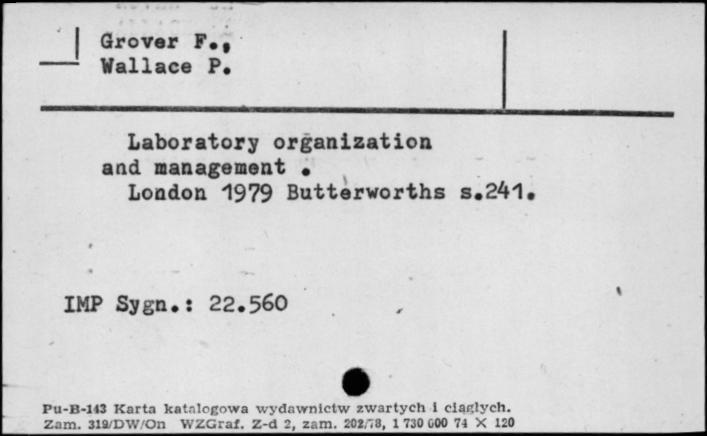 Grover F.,
Wallace P.
Laboratory organization
and management .
London 1979 Butterworths s.241.
IMP Sygn.: 22.560
Pu-B-143 Karta katalogowa wydawnictw zwartych i ciągłych.
Zam. 319/DW/On WZGraf. Z-d 2, zam. 202/78, 1 730 000 74 X 120